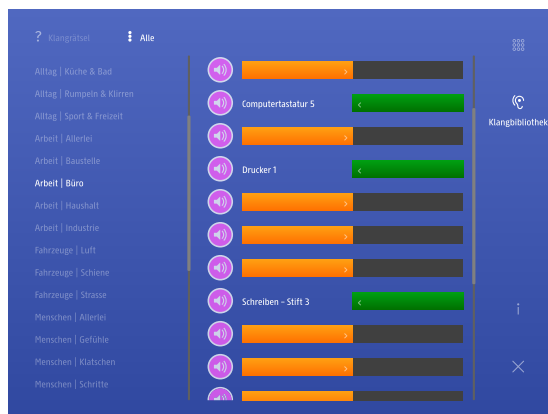 ? Klangrätsel
Alle
Alltag | Küche & Bad
Alltag | Rumpeln & Klirren
Alltag | Sport & Freizeit
Arbeit | Allerlei
Arbeit | Baustelle
Arbeit | Büro
Arbeit | Haushalt
Arbeit | Industrie
Fahrzeuge | Luft
Fahrzeuge | Schiene
Fahrzeuge | Strasse
Menschen | Allerlei
Menschen | Gefühle
Menschen | Klatschen
Menschen | Schritte
Computertastatur 5
Drucker 1
Schreiben - Stift 3
Klangbibliothek
i